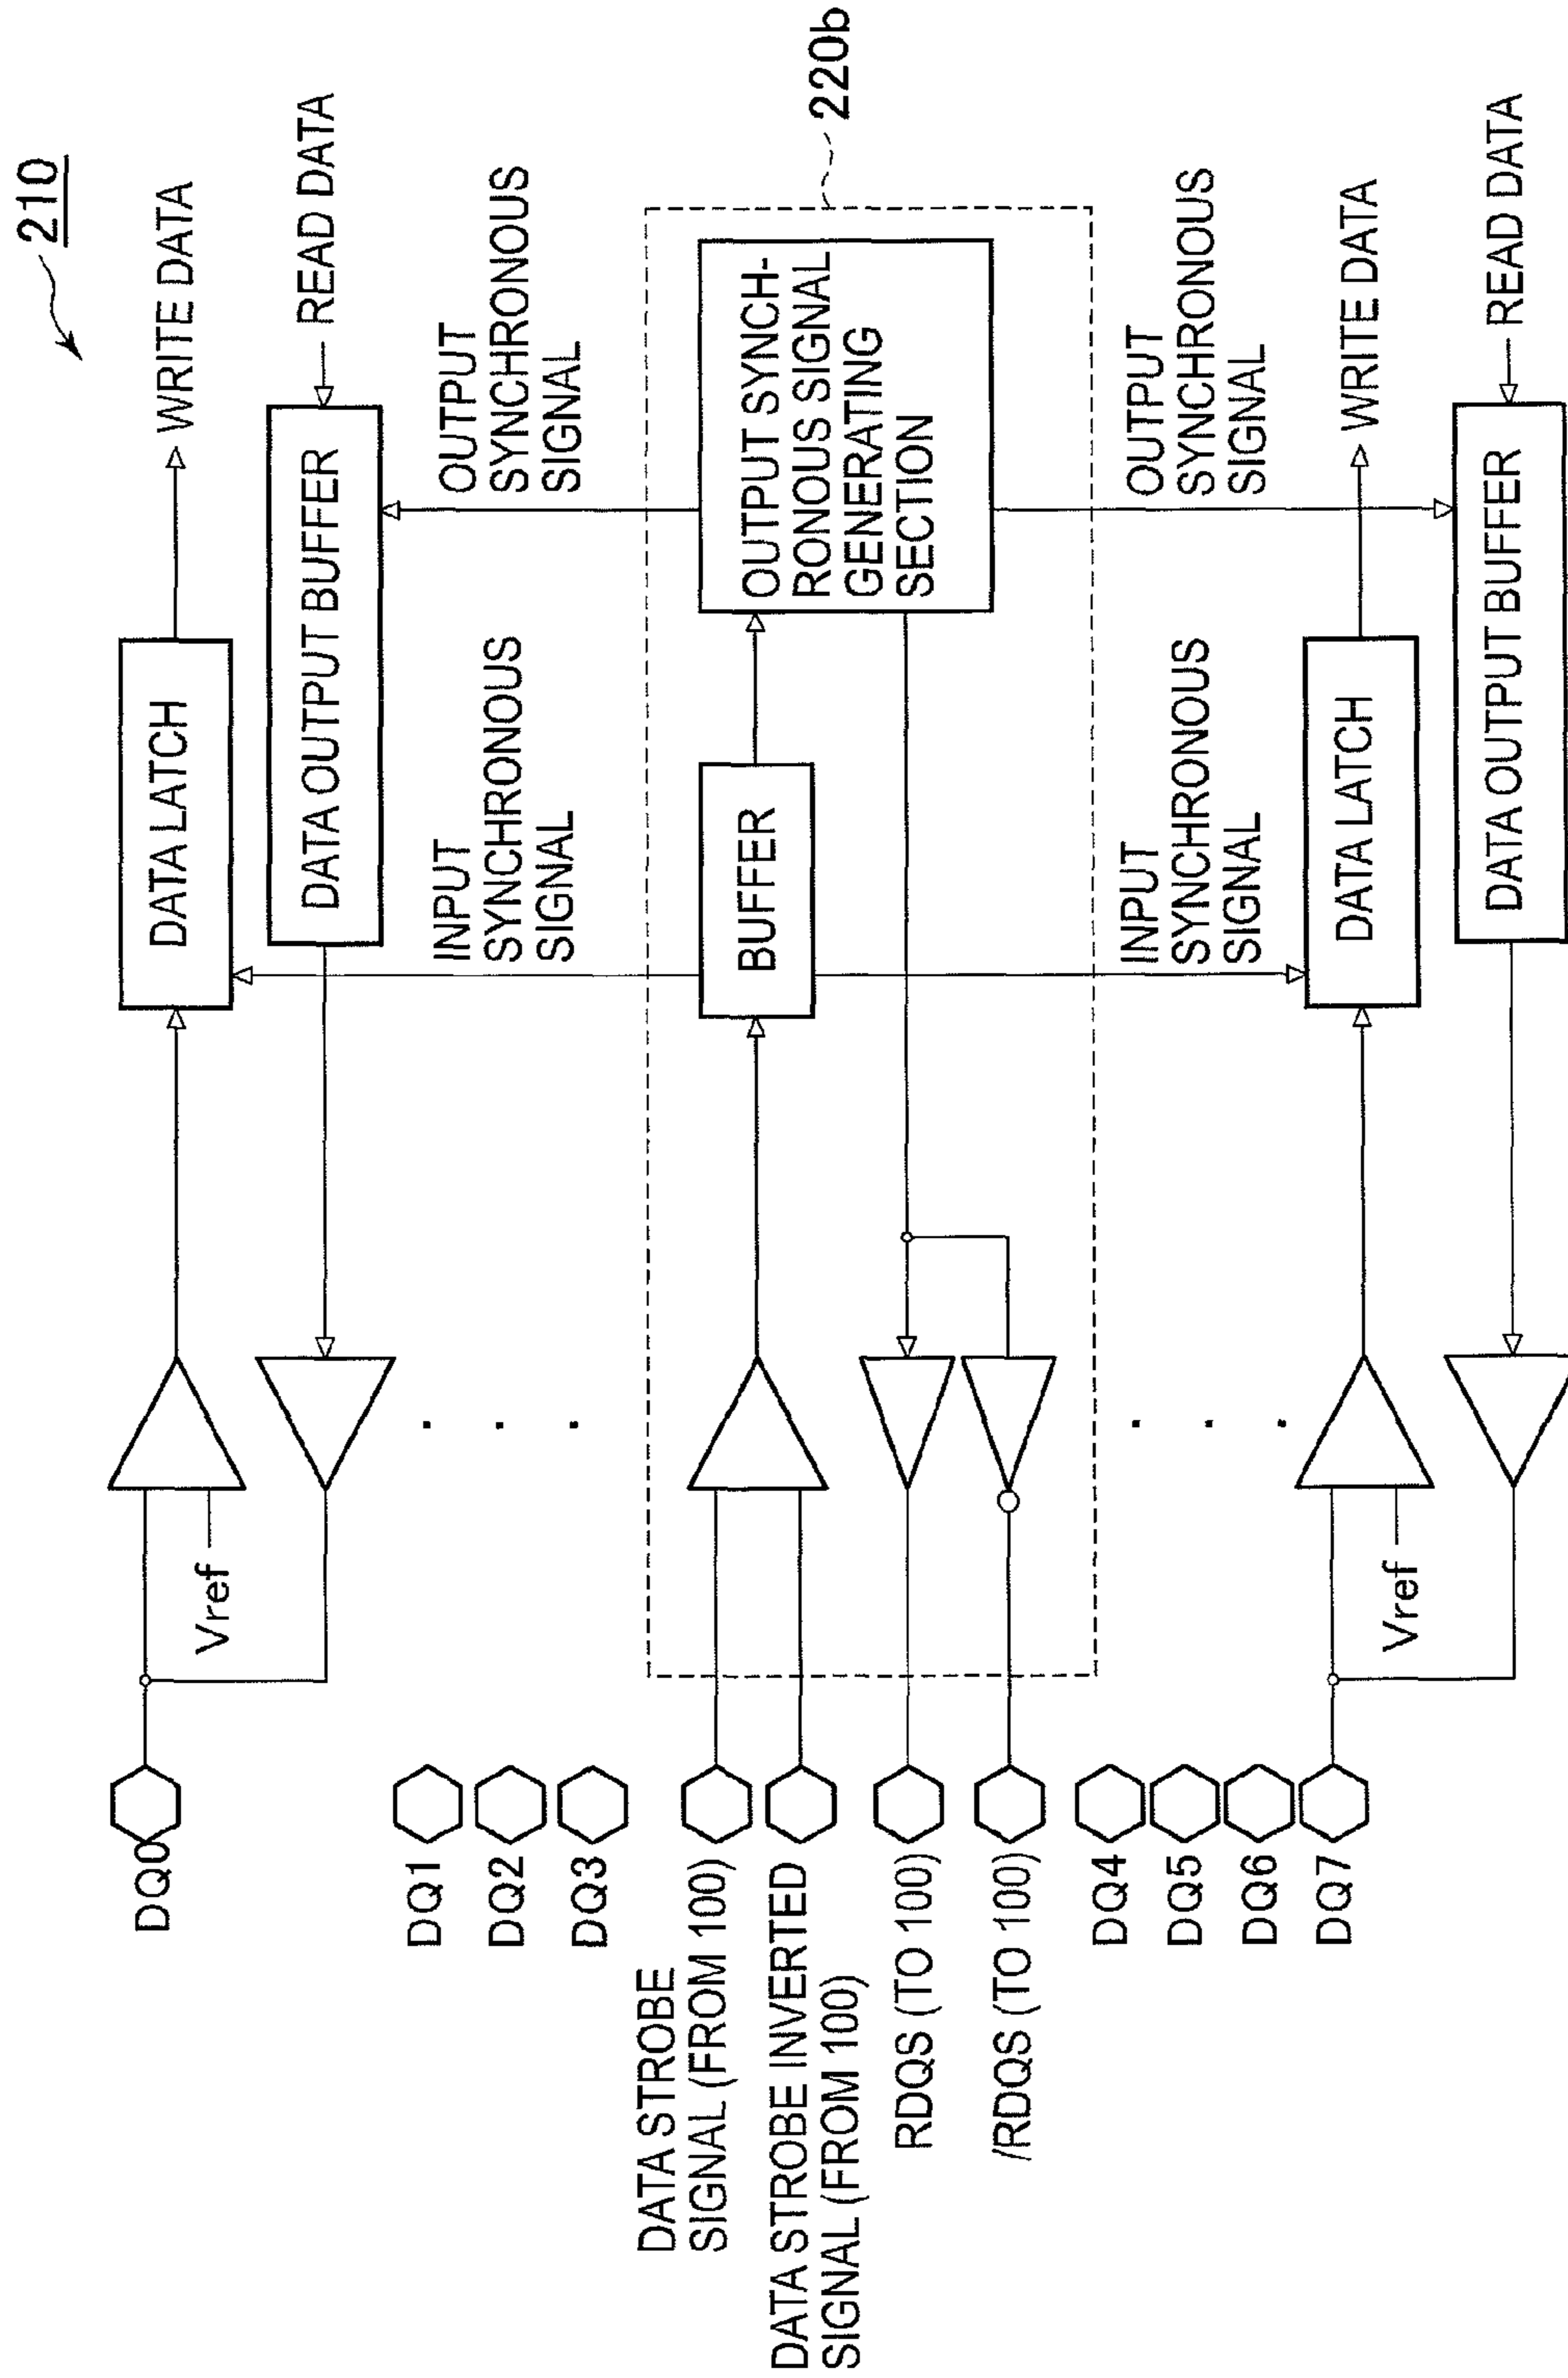 210
DQ0
Vref
DATA LATCH
WRITE DATA
DATA OUTPUT BUFFER
READ DATA
DQ1
DQ2
DQ3
INPUT
SYNCHRONOUS
SIGNAL
OUTPUT
SYNCHRONOUS
SIGNAL
DATA STROBE
SIGNAL (FROM 100)
DATA STROBE INVERTED
SIGNAL (FROM 100)
BUFFER
OUTPUT SYNCH-
RONOUS SIGNAL
GENERATING
SECTION
220b
RDQS (TO 100)
/RDQS (TO 100)
DQ4
DQ5
DQ6
DQ7
INPUT
SYNCHRONOUS
SIGNAL
OUTPUT
SYNCHRONOUS
SIGNAL
Vref
DATA LATCH
WRITE DATA
DATA OUTPUT BUFFER
READ DATA